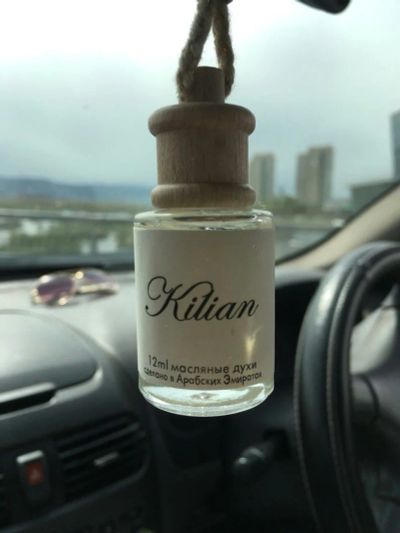 Kilian
12ml масляные духи
сделано в Арабских Эмиратах